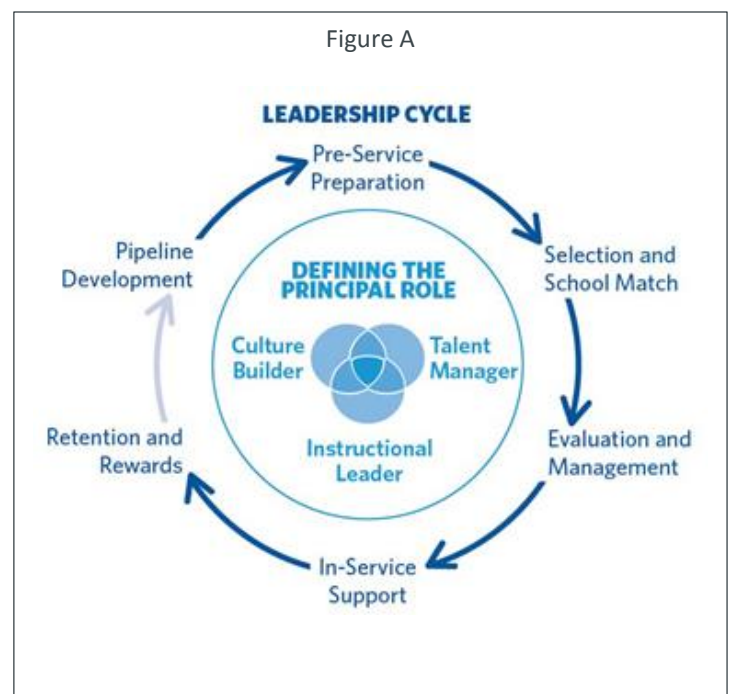 Figure A
LEADERSHIP CYCLE
Pre-Service
Preparation
Selection and
School Match
Evaluation and
Management
In-Service
Support
Retention and
Rewards
Pipeline
Development
DEFINING THE
PRINCIPAL ROLE
Culture
Builder
Talent
Manager
Instructional
Leader